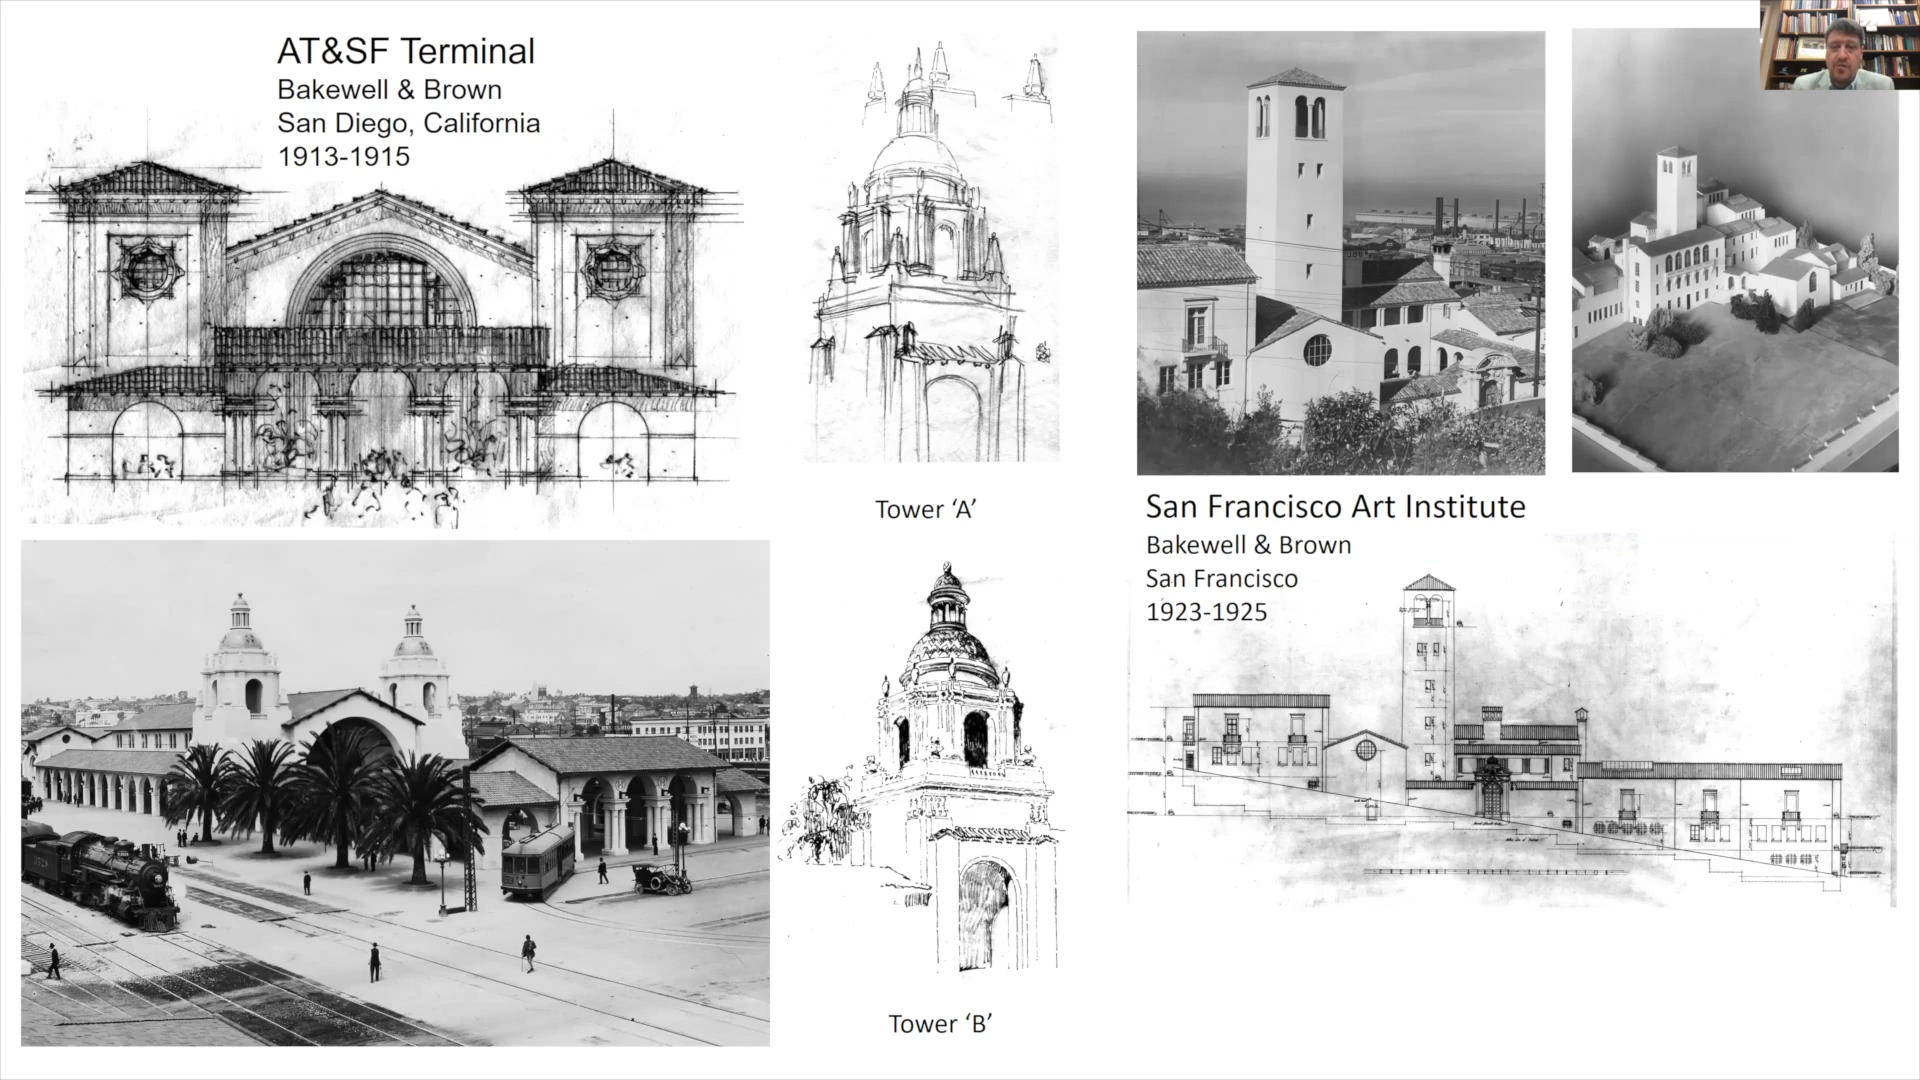 AT&SF Terminal
Bakewell & Brown
San Diego, California
1913-1915
Tower ‘A’
Tower ‘B’
San Francisco Art Institute
Bakewell & Brown
San Francisco
1923-1925